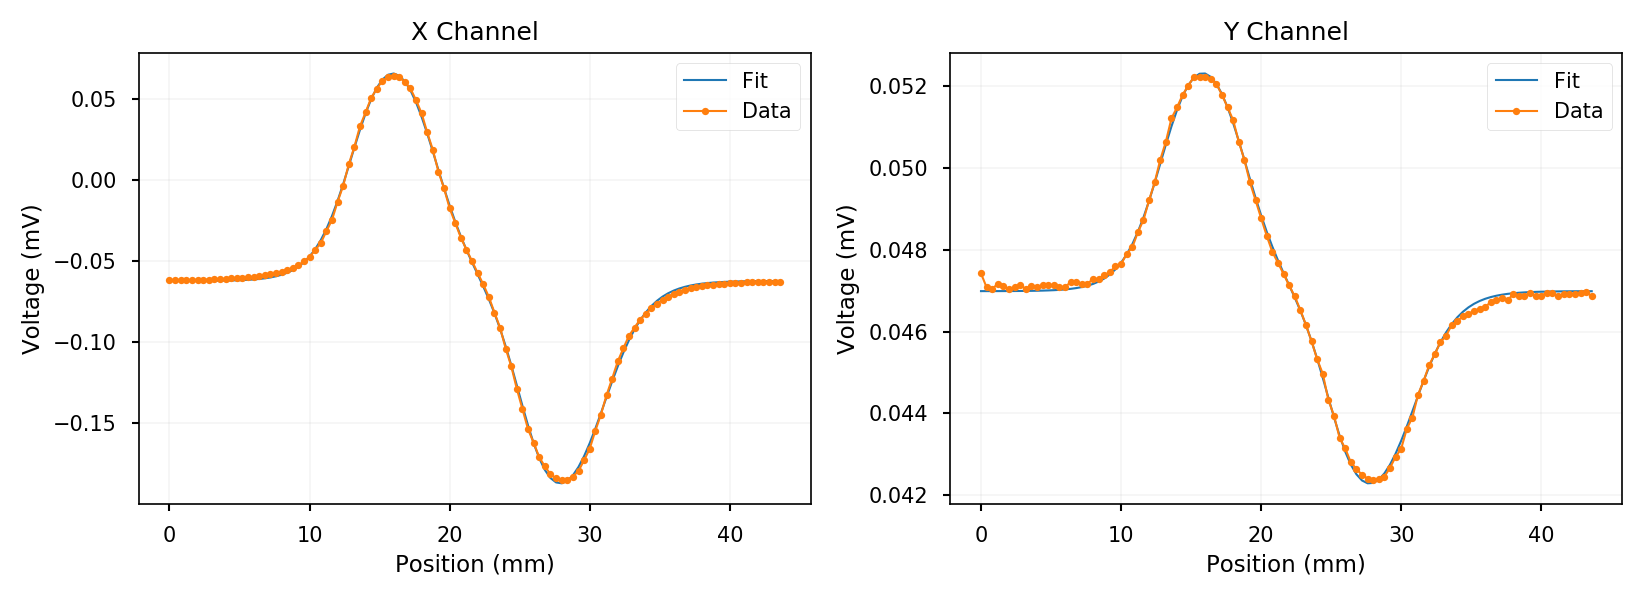 X Channel
Voltage (mV)
0.05
0.00
−0.05
−0.10
−0.15
Fit
Data
0
10
20
30
40
Position (mm)
Y Channel
Voltage (mV)
0.052
0.050
0.048
0.046
0.044
0.042
Fit
Data
0
10
20
30
40
Position (mm)